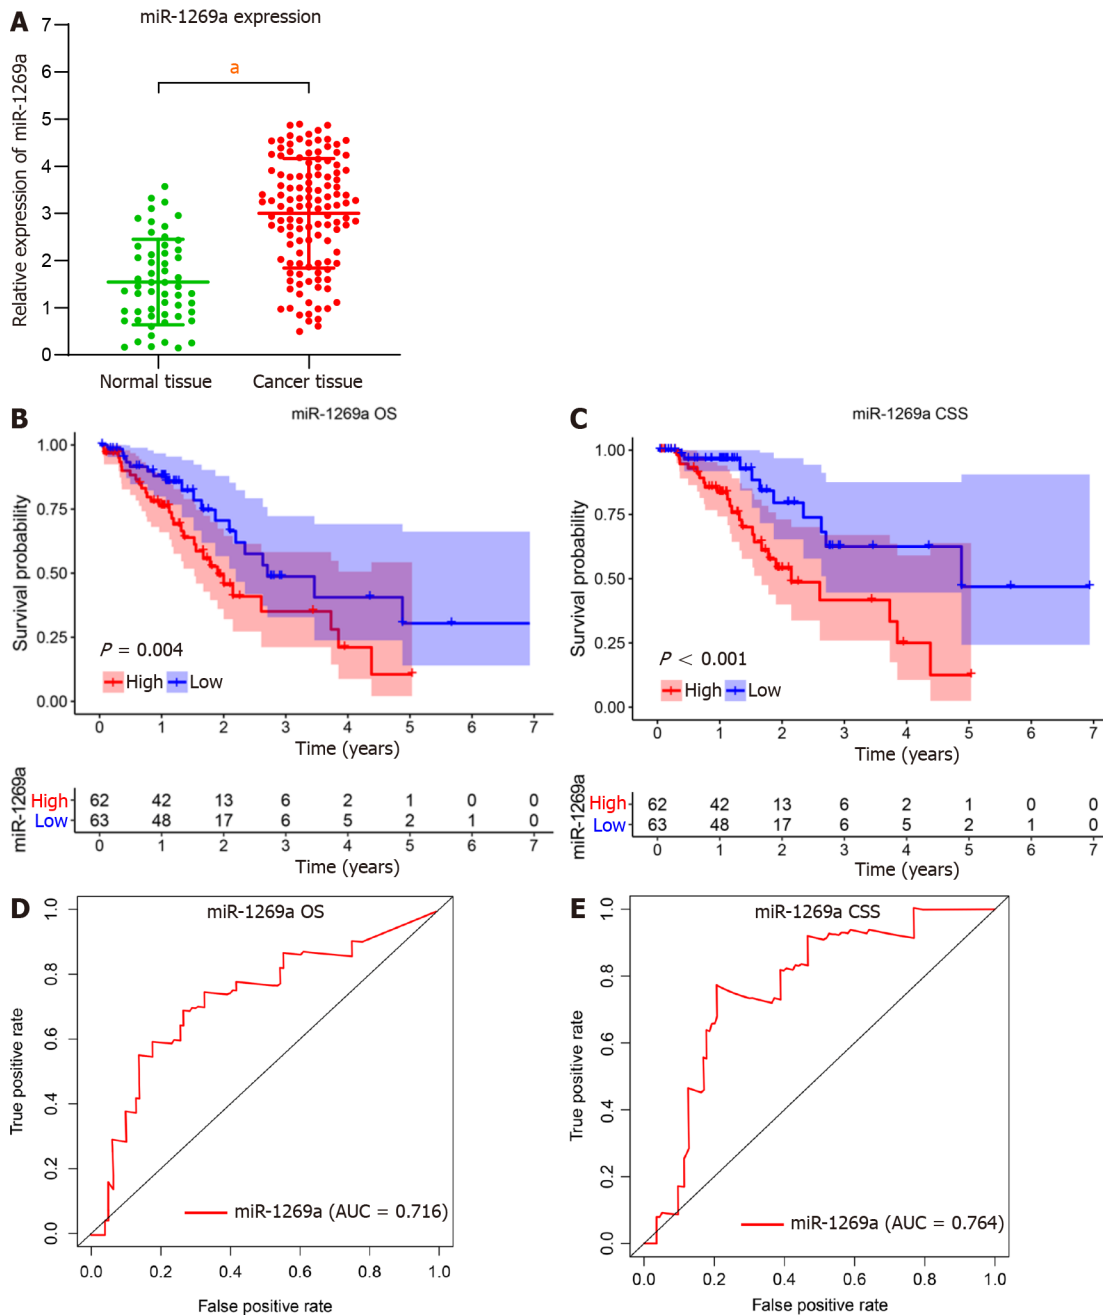 A
miR-1269a expression
Relative expression of miR-1269a
7
6
5
4
3
2
1
0
a
Normal tissue
Cancer tissue
B
miR-1269a OS
Survival probability
1.00
0.75
0.50
0.25
0.00
P = 0.004
High Low
0 1 2 3 4 5 6 7
Time (years)
miR-1269a
High 62 42 13 6 2 1 0 0
Low 63 48 17 6 5 2 1 0
0 1 2 3 4 5 6 7
Time (years)
C
miR-1269a CSS
Survival probability
1.00
0.75
0.50
0.25
0.00
P < 0.001
High Low
0 1 2 3 4 5 6 7
Time (years)
miR-1269a
High 62 42 13 6 2 1 0 0
Low 63 48 17 6 5 2 1 0
0 1 2 3 4 5 6 7
Time (years)
D
miR-1269a OS
True positive rate
1.0
0.8
0.6
0.4
0.2
0.0
miR-1269a (AUC = 0.716)
0.0 0.2 0.4 0.6 0.8 1.0
False positive rate
E
miR-1269a CSS
True positive rate
1.0
0.8
0.6
0.4
0.2
0.0
miR-1269a (AUC = 0.764)
0.0 0.2 0.4 0.6 0.8 1.0
False positive rate